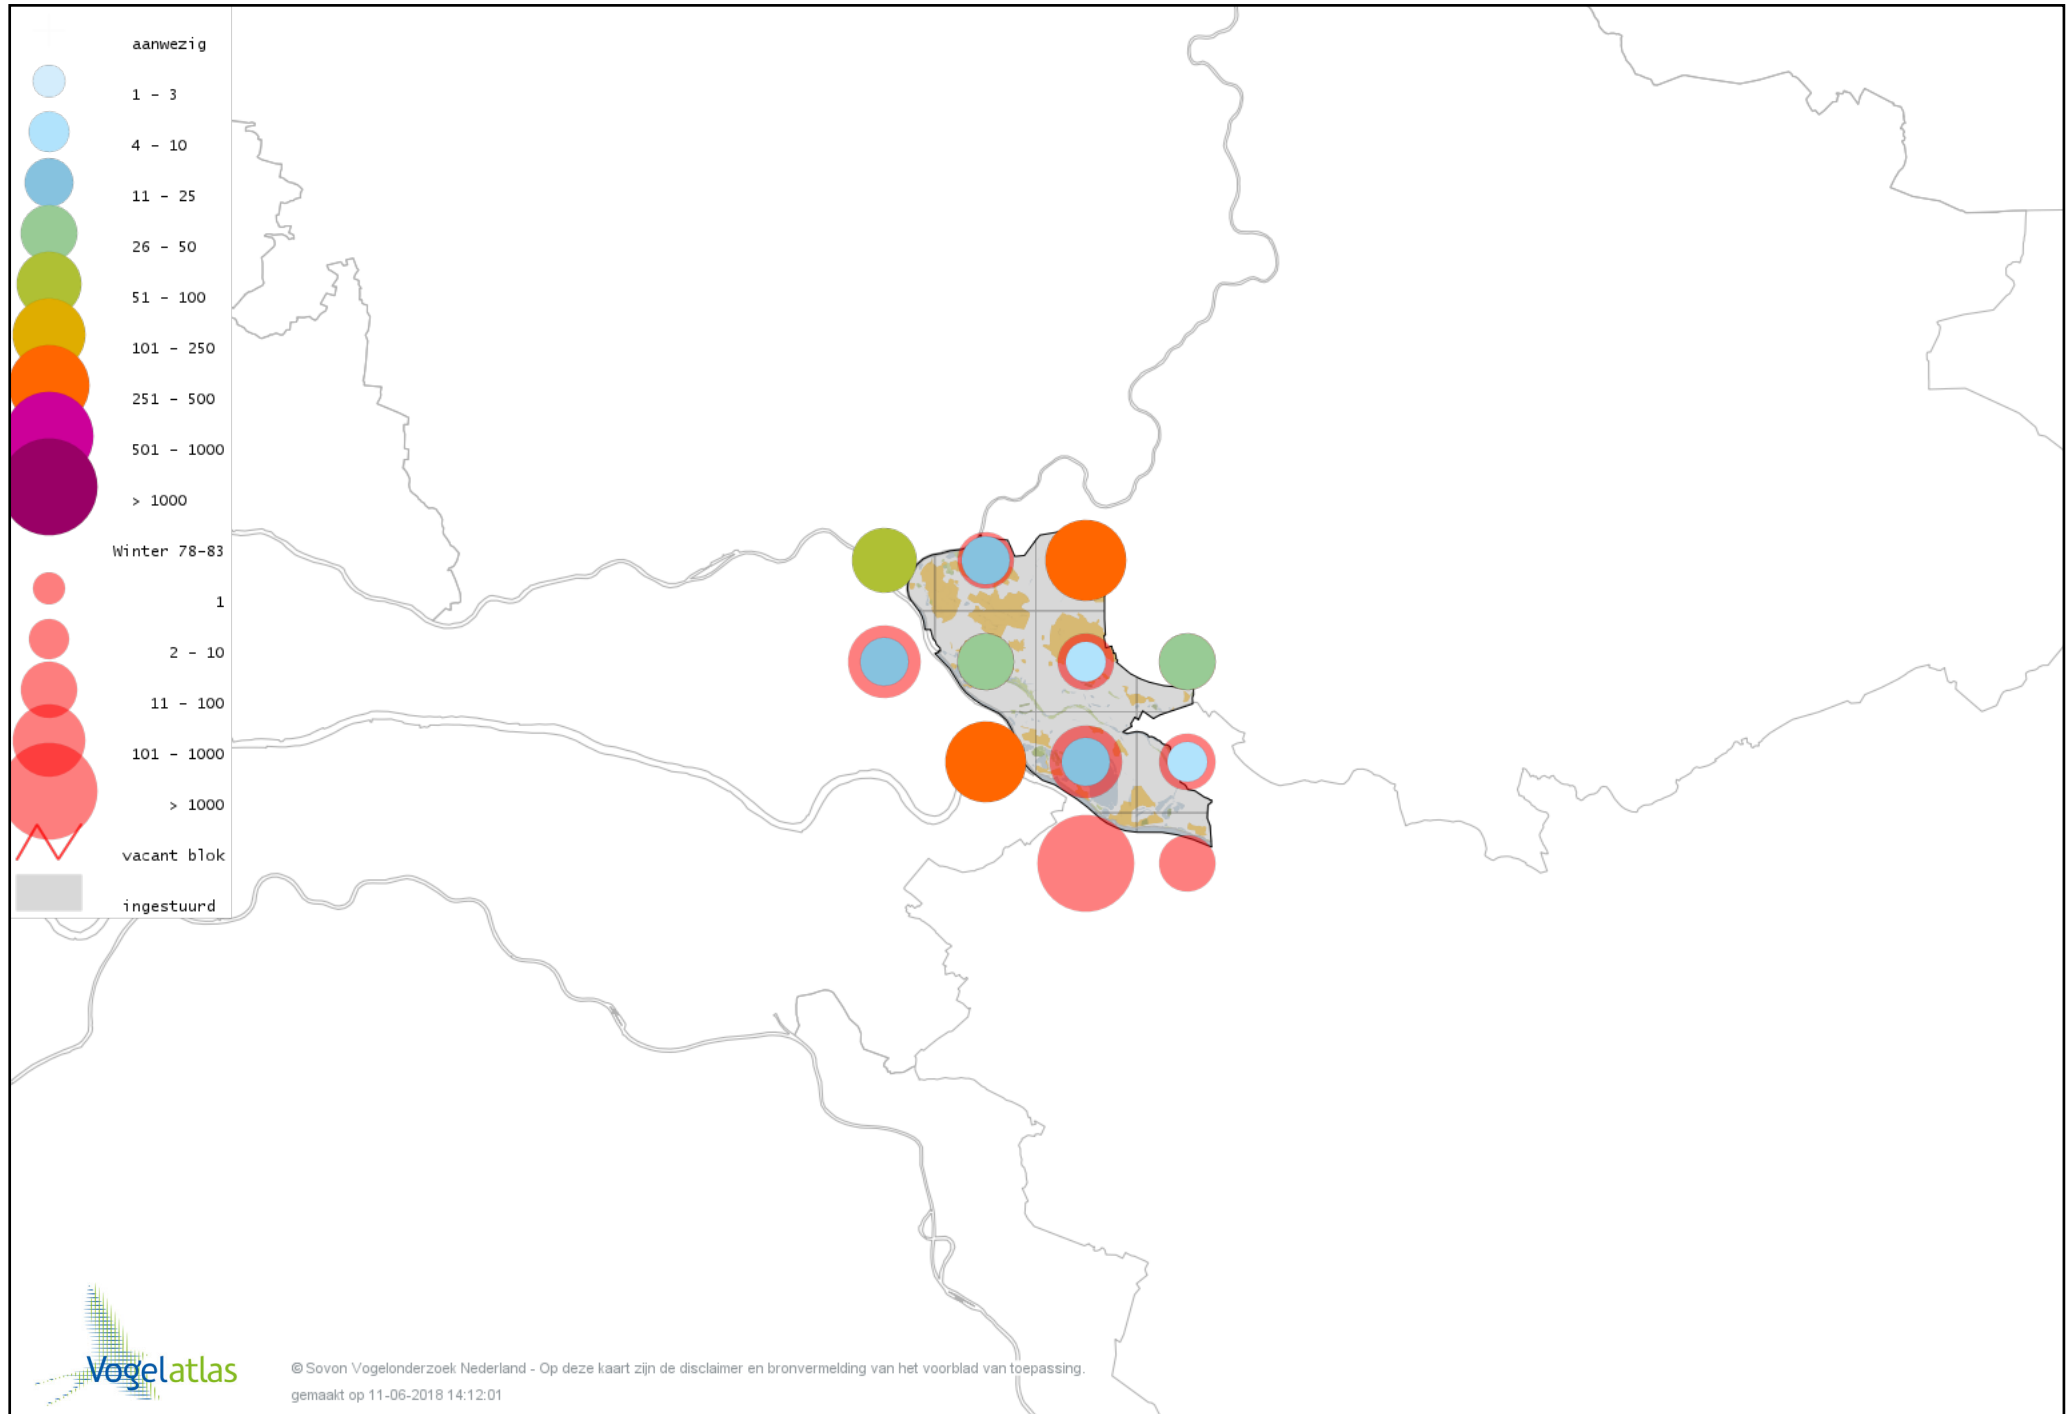 aanwezig
1 - 3
4 - 10
11 - 25
26 - 50
51 - 100
101 - 250
251 - 500
501 - 1000
> 1000
Winter 78-83
1
2 - 10
11 - 100
101 - 1000
> 1000
vacant blok
ingestuurd
Vogelatlas
© Sovon Vogelonderzoek Nederland - Op deze kaart zijn de disclaimer en bronvermelding van het voorblad van toepassing.
gemaakt op 11-06-2018 14:12:01